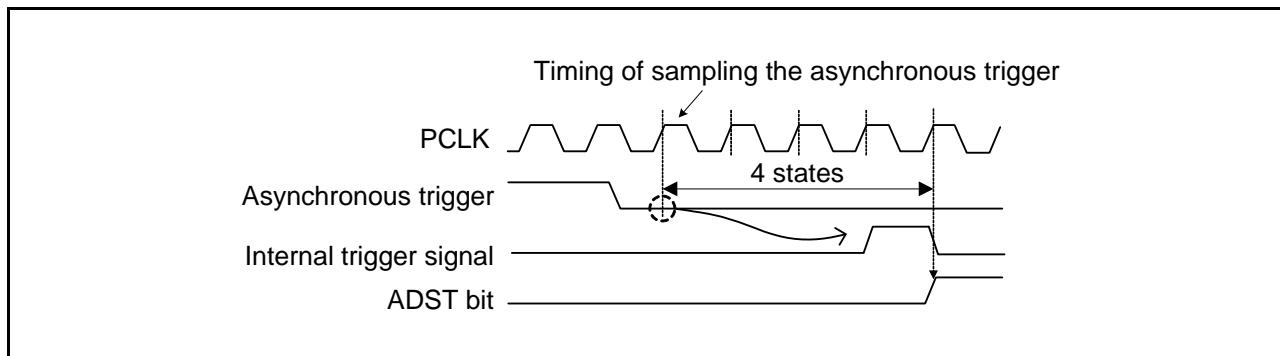 Timing of sampling the asynchronous trigger
PCLK
4 states
Asynchronous trigger
Internal trigger signal
ADST bit